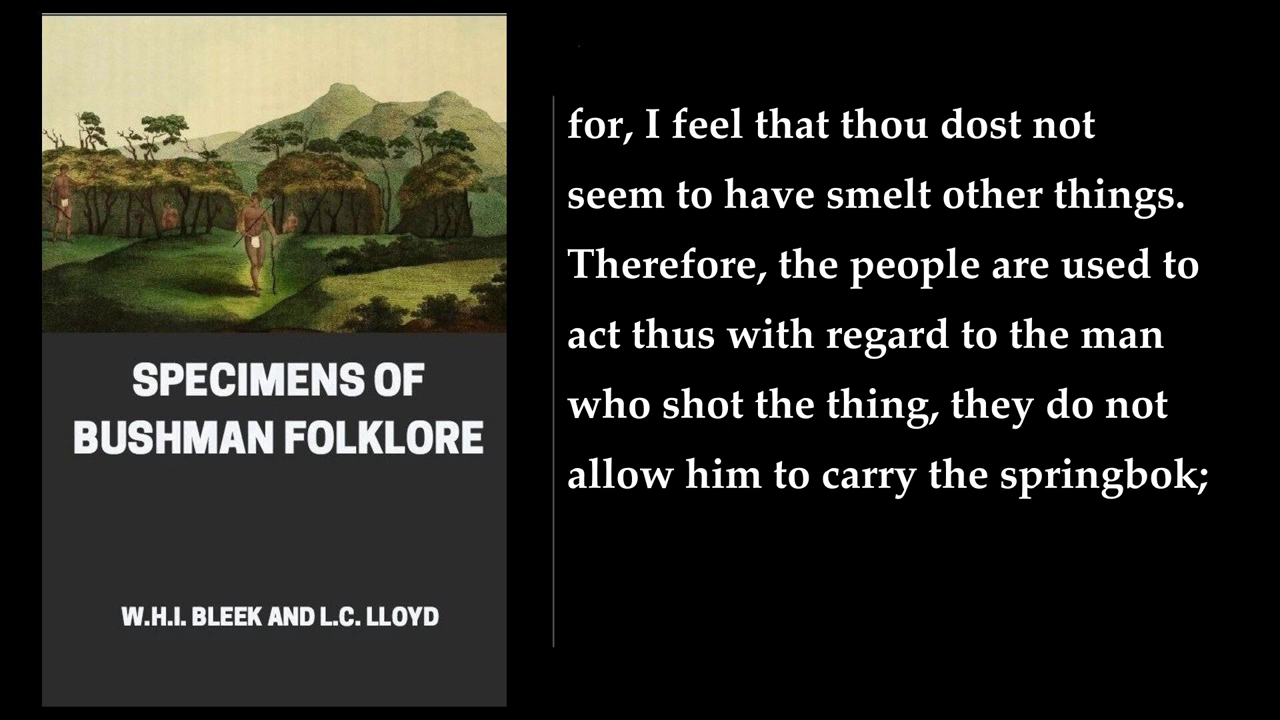 SPECIMENS OF
BUSHMAN FOLKLORE
W.H.I. BLEEK AND L.C. LLOYD
for, I feel that thou dost not
seem to have smelt other things.
Therefore, the people are used to
act thus with regard to the man
who shot the thing, they do not
allow him to carry the springbok;